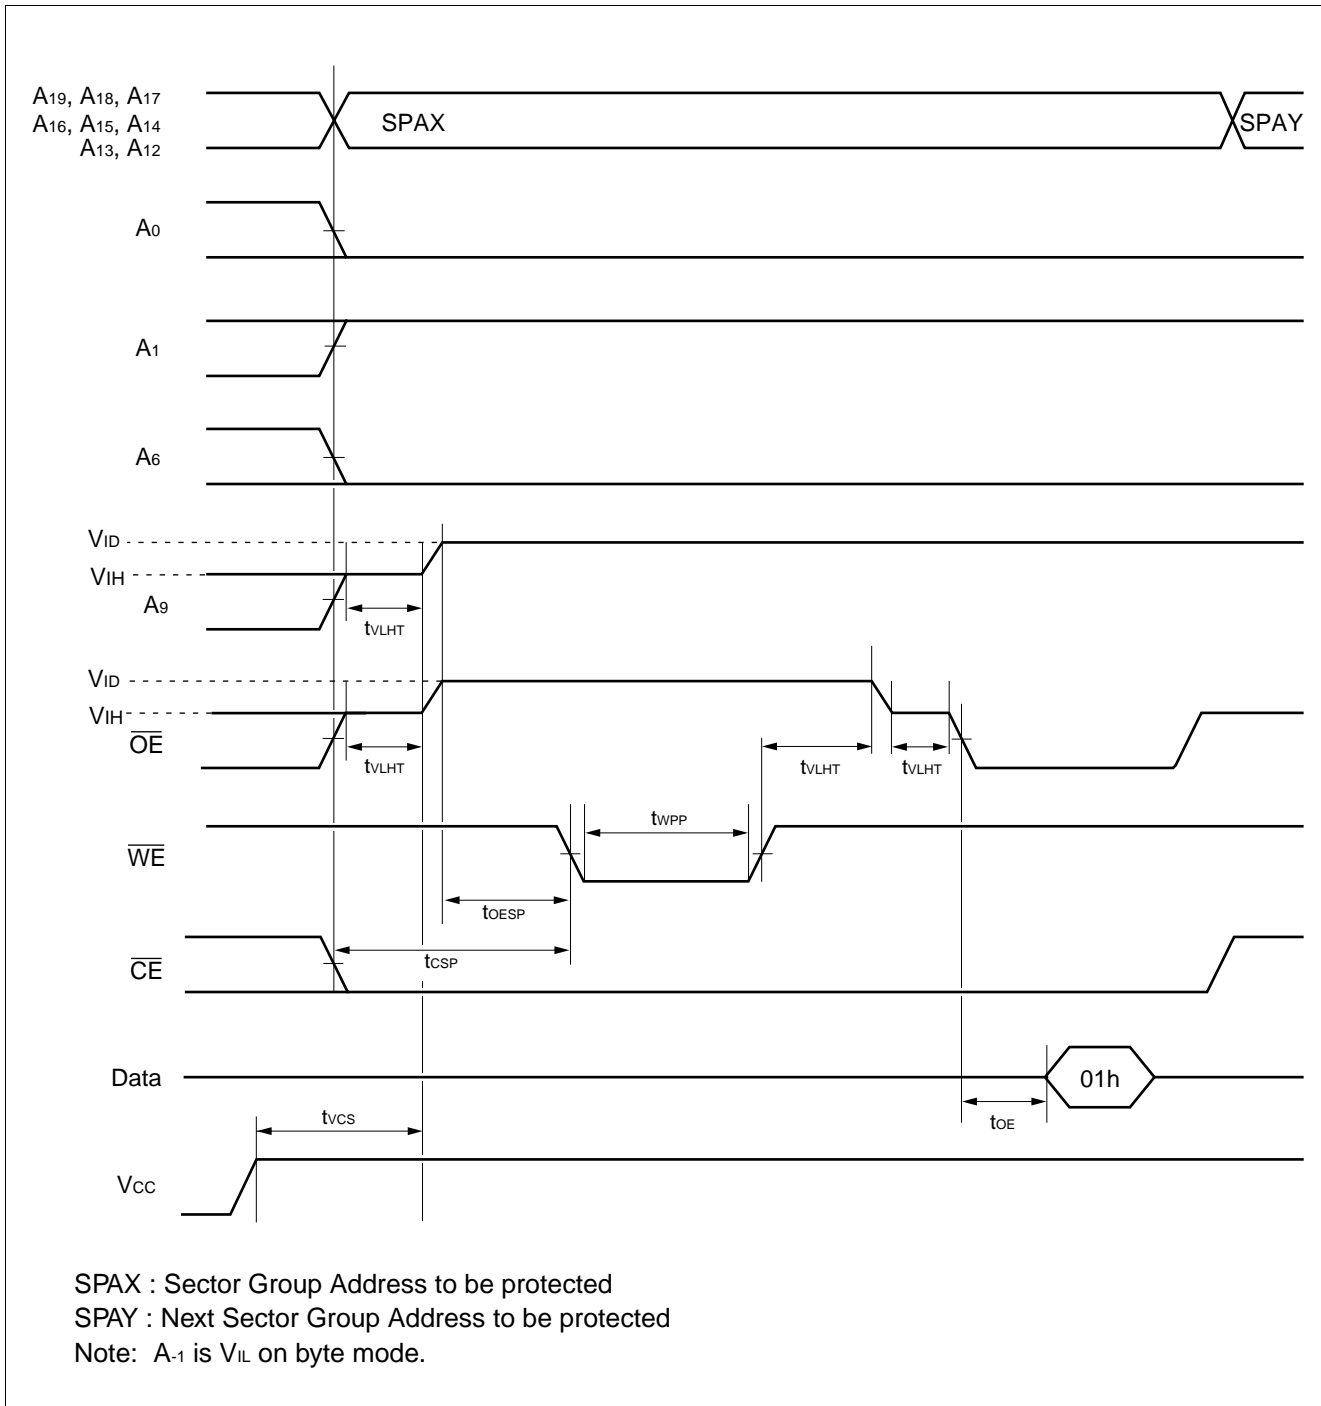 A19, A18, A17
A16, A15, A14
A13, A12
SPAX
SPAY
A0
A1
A6
VID
VIH
A9
tVLHT
VID
VIH
OE
tVLHT
tVLHT
tVLHT
tWPP
WE
tOESP
tCSP
CE
Data
01h
tVCS
tOE
VCC
SPAX : Sector Group Address to be protected
SPAY : Next Sector Group Address to be protected
Note: A-1 is VIL on byte mode.